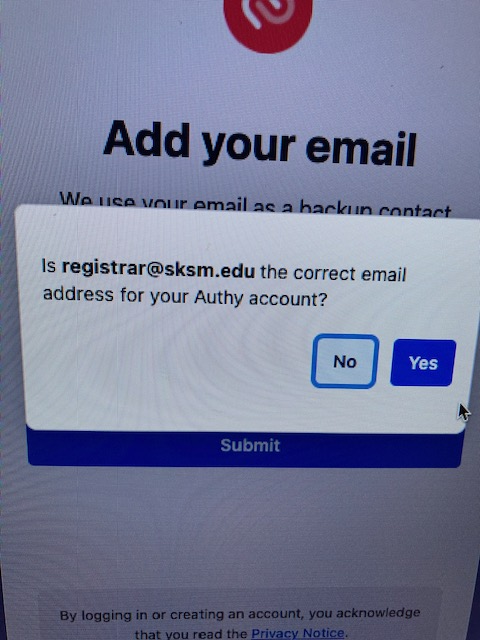 Add your email
We use your email as a backup contact
Is registrar@sksm.edu the correct email
address for your Authy account?
No Yes
Submit
By logging in or creating an account, you acknowledge
that you read the Privacy Notice.